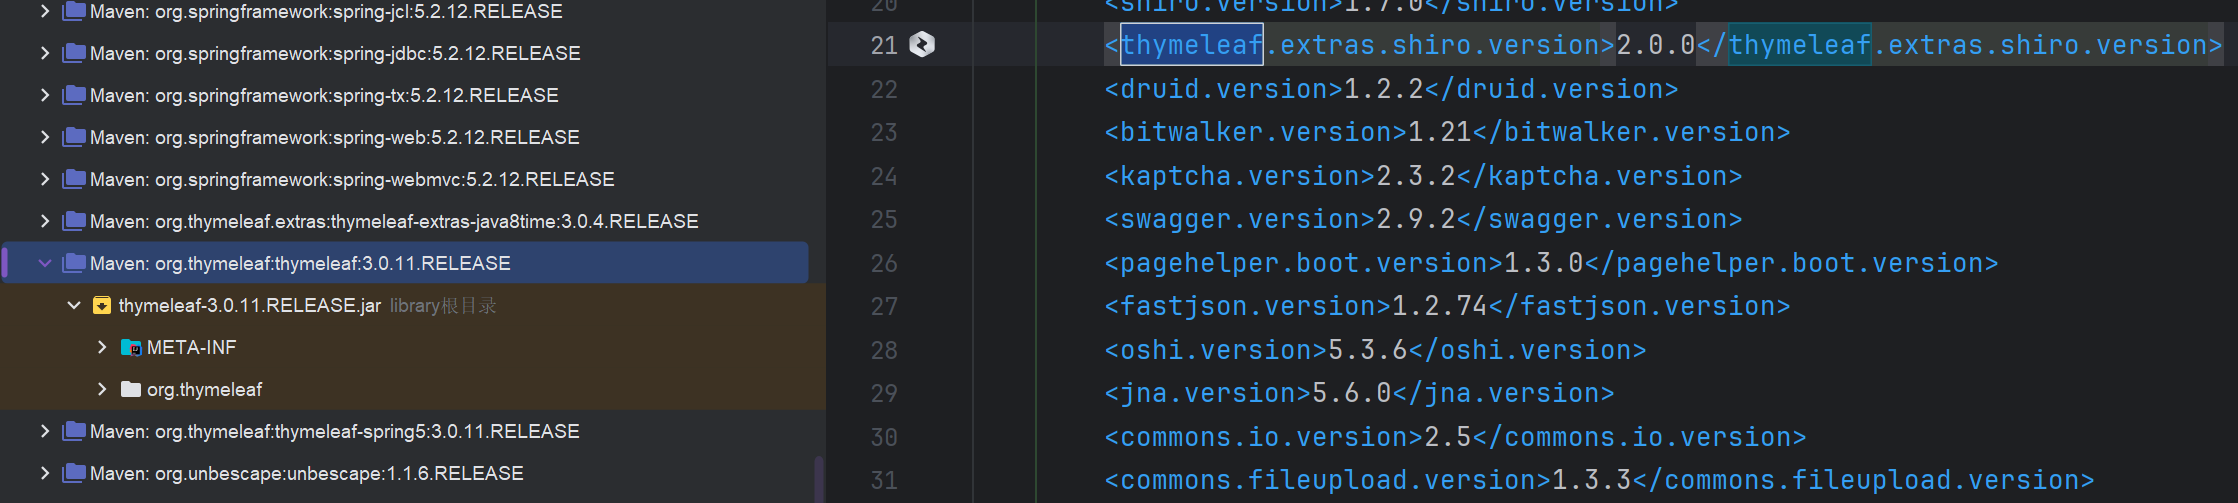 Maven: org.springframework:spring-jcl:5.2.12.RELEASE
Maven: org.springframework:spring-jdbc:5.2.12.RELEASE
Maven: org.springframework:spring-tx:5.2.12.RELEASE
Maven: org.springframework:spring-web:5.2.12.RELEASE
Maven: org.springframework:spring-webmvc:5.2.12.RELEASE
Maven: org.thymeleaf.extras:thymeleaf-extras-java8time:3.0.4.RELEASE
Maven: org.thymeleaf:thymeleaf:3.0.11.RELEASE
thymeleaf-3.0.11.RELEASE.jar library根目录
META-INF
org.thymeleaf
Maven: org.thymeleaf:thymeleaf-spring5:3.0.11.RELEASE
Maven: org.unbescape:unbescape:1.1.6.RELEASE
20 <shiro.version>1.7.0</shiro.version>
21 <thymeleaf.extras.shiro.version>2.0.0</thymeleaf.extras.shiro.version>
22 <druid.version>1.2.2</druid.version>
23 <bitwalker.version>1.21</bitwalker.version>
24 <kaptcha.version>2.3.2</kaptcha.version>
25 <swagger.version>2.9.2</swagger.version>
26 <pagehelper.boot.version>1.3.0</pagehelper.boot.version>
27 <fastjson.version>1.2.74</fastjson.version>
28 <oshi.version>5.3.6</oshi.version>
29 <jna.version>5.6.0</jna.version>
30 <commons.io.version>2.5</commons.io.version>
31 <commons.fileupload.version>1.3.3</commons.fileupload.version>